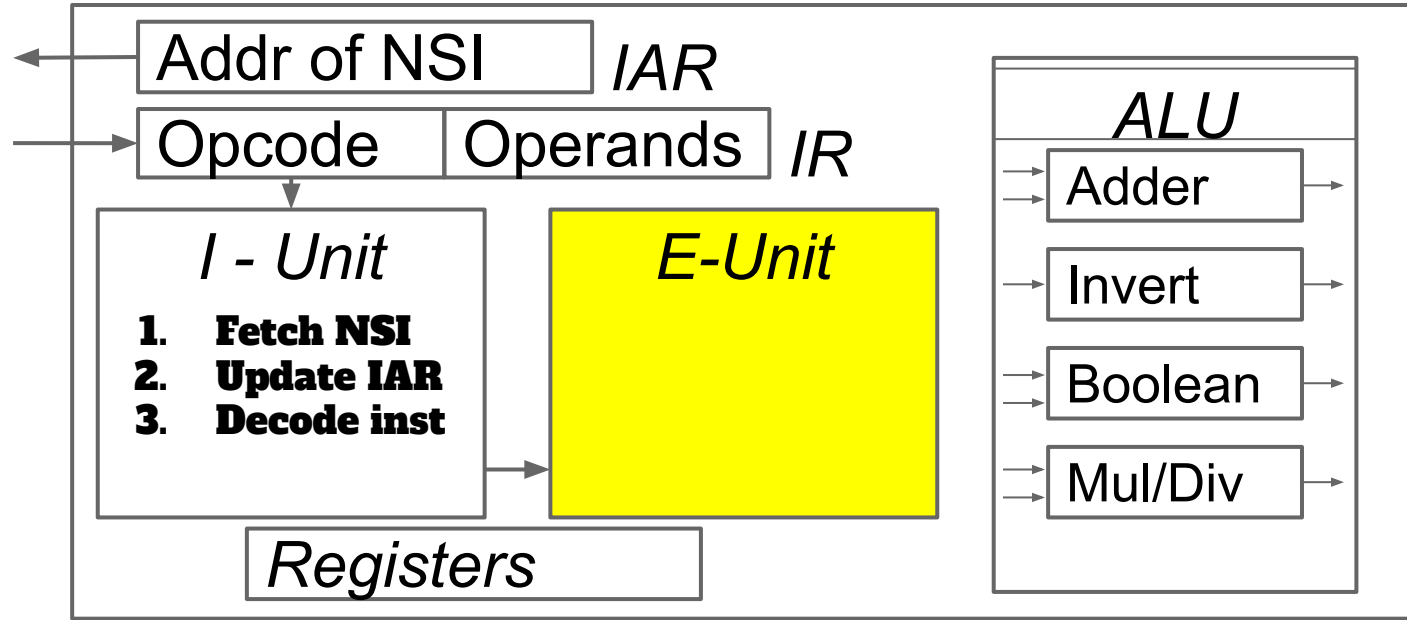 Addr of NSI IAR
Opcode Operands IR
I - Unit
1. Fetch NSI
2. Update IAR
3. Decode inst
E-Unit
Registers
ALU
Adder
Invert
Boolean
Mul/Div